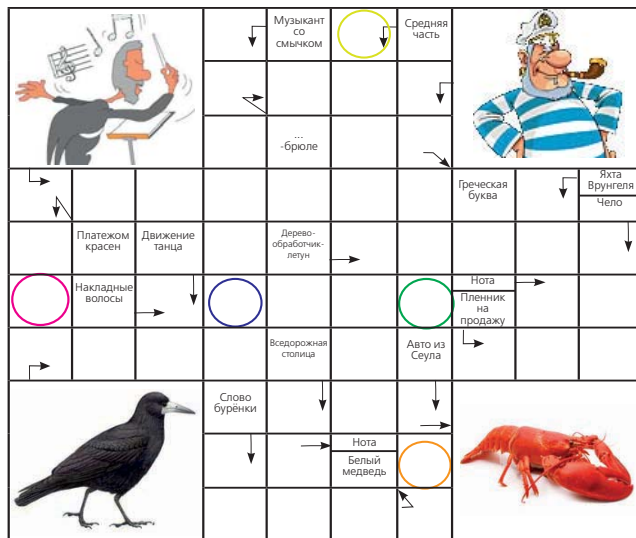 Музыкант
со
смычком
Средняя
часть
...
-брюле
Греческая
буква
Яхта
Врунгеля
Чело
Платежом
красен
Движение
танца
Дерево-
обработчик-
летун
Накладные
волосы
Нота
Пленник
на
продажу
Вседорожная
столица
Авто из
Сеула
Слово
бурёнки
Нота
Белый
медведь